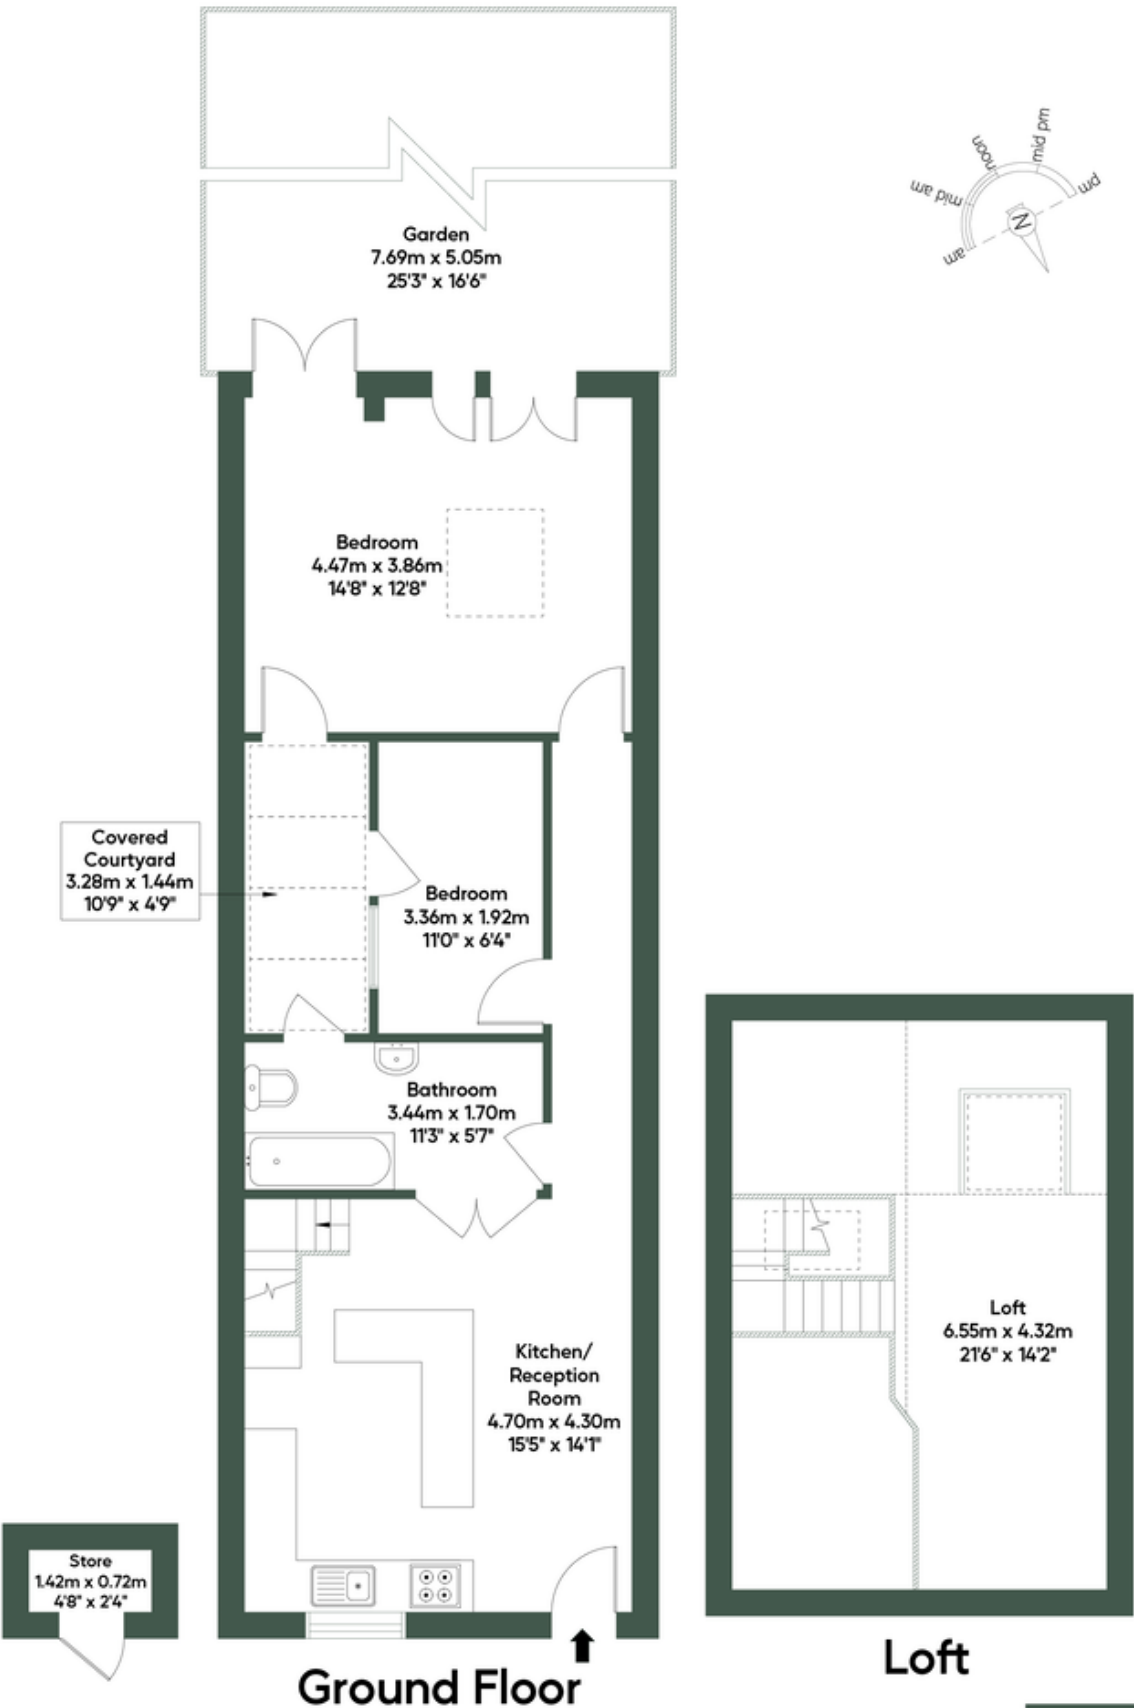 Garden
7.69m x 5.05m
25'3" x 16'6"
am
mid am
noon
mid pm
pm
N
Bedroom
4.47m x 3.86m
14'8" x 12'8"
Covered
Courtyard
3.28m x 1.44m
10'9" x 4'9"
Bedroom
3.36m x 1.92m
11'0" x 6'4"
Bathroom
3.44m x 1.70m
11'3" x 5'7"
Kitchen/
Reception
Room
4.70m x 4.30m
15'5" x 14'1"
Loft
6.55m x 4.32m
21'6" x 14'2"
Store
1.42m x 0.72m
4'8" x 2'4"
Ground Floor
Loft